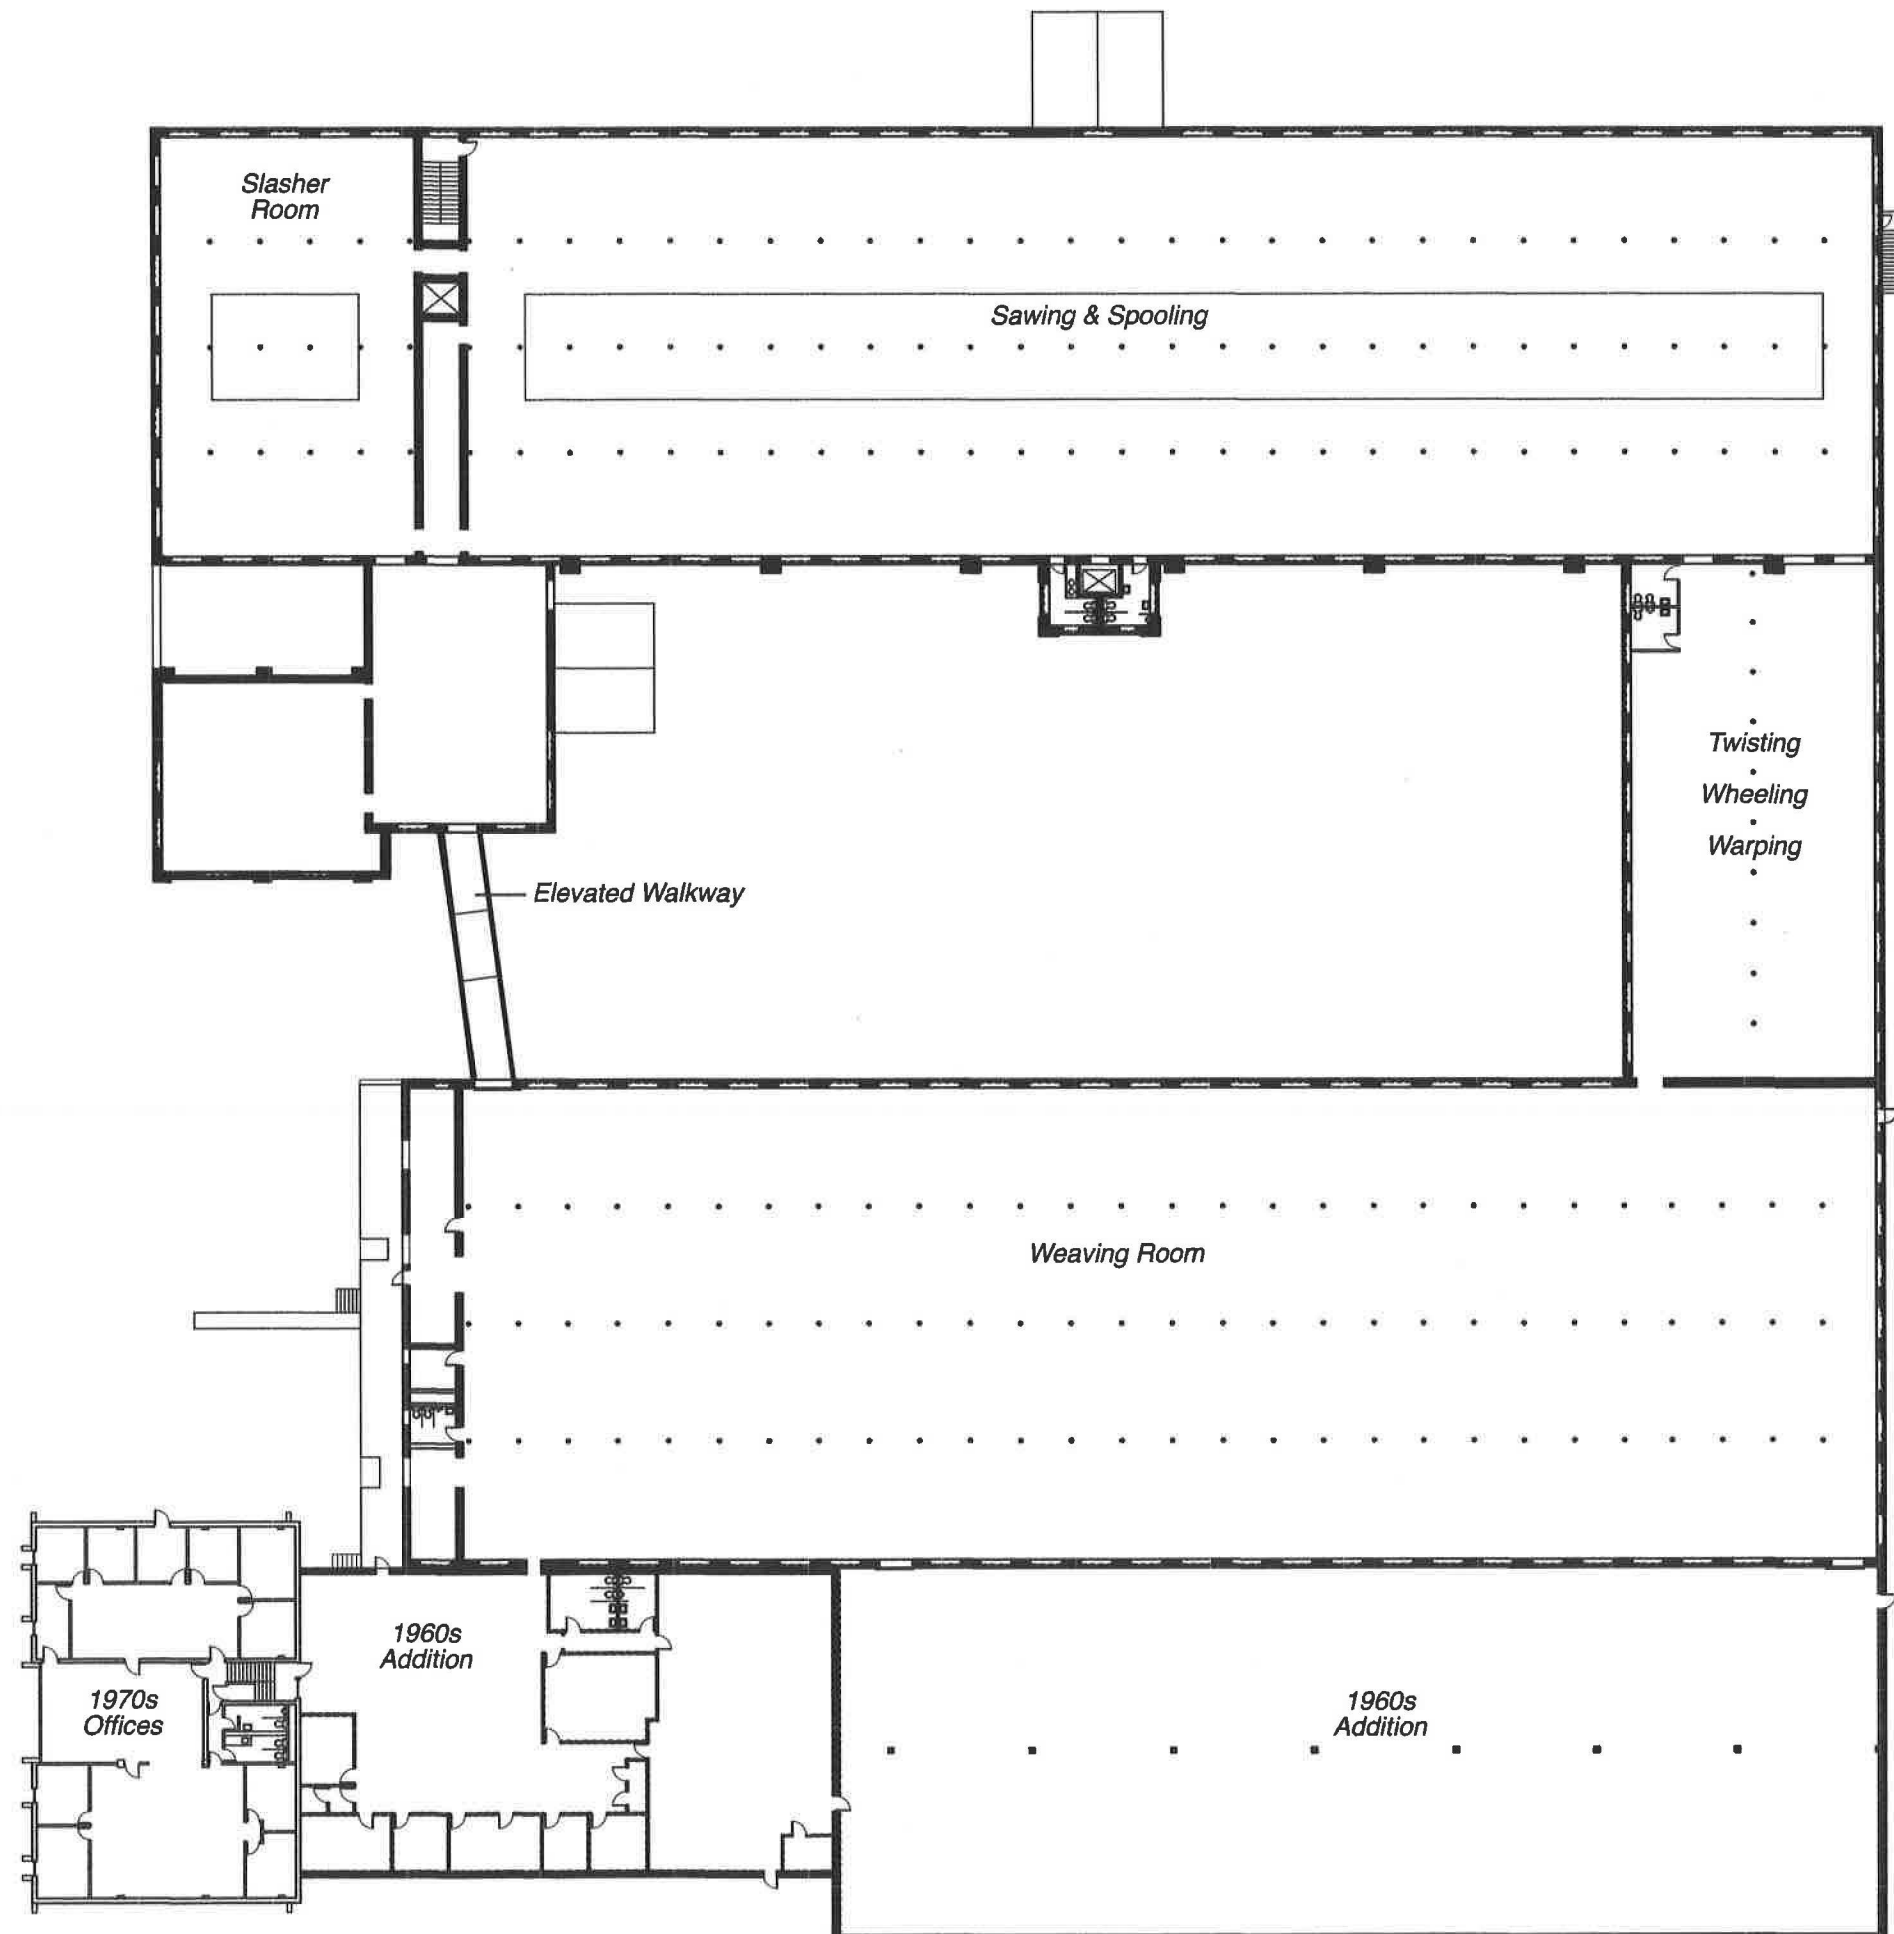 Slasher
Room
Sawing & Spooling
Twisting
Wheeling
Warping
Elevated Walkway
Weaving Room
1960s
Addition
1970s
Offices
1960s
Addition